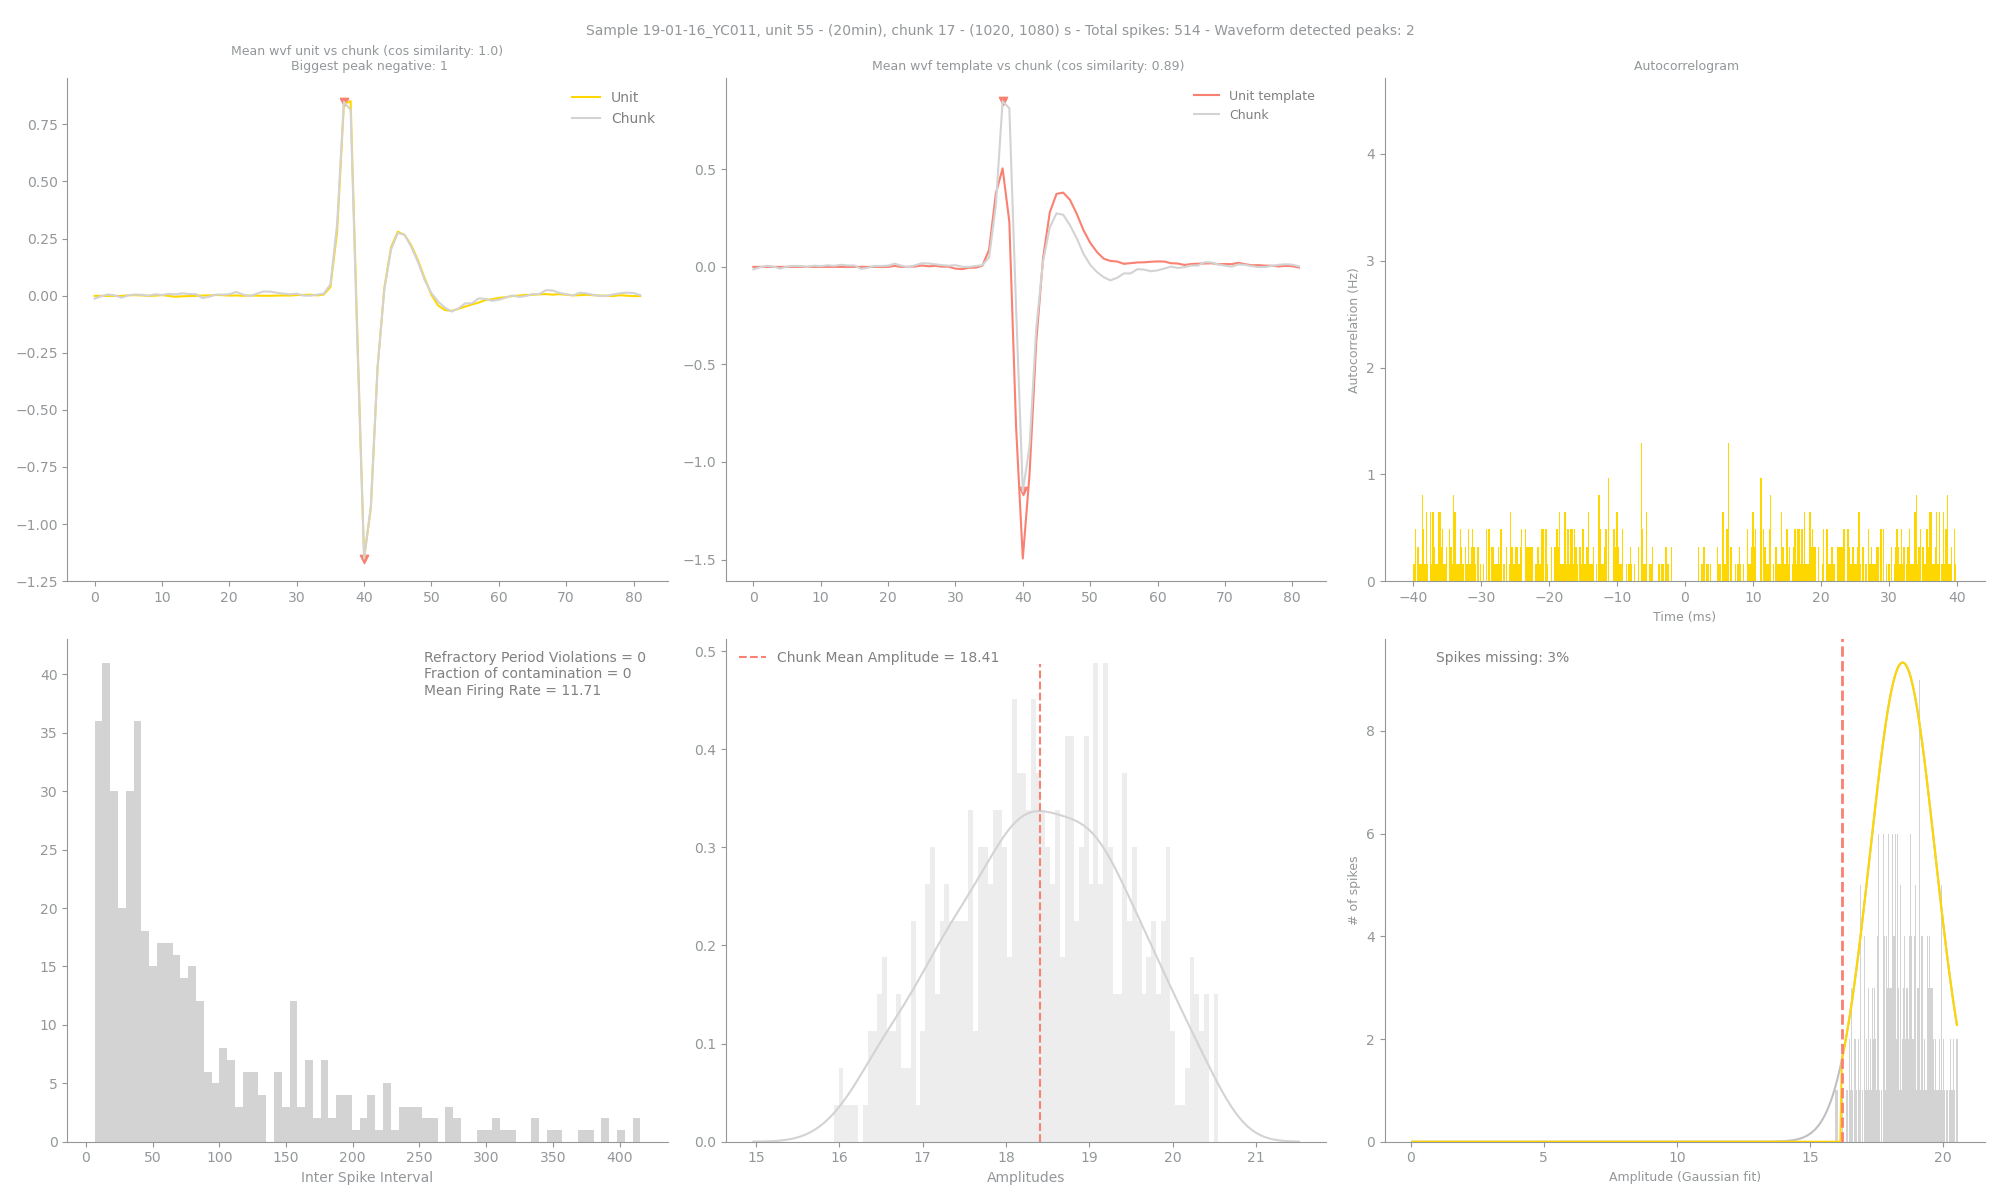 Sample 19-01-16_YC011, unit 55 - (20min), chunk 17 - (1020, 1080) s - Total spikes: 514 - Waveform detected peaks: 2
Mean wvf unit vs chunk (cos similarity: 1.0)
Biggest peak negative: 1
Unit
Chunk
0.75
0.50
0.25
0.00
−0.25
−0.50
−0.75
−1.00
−1.25
0 10 20 30 40 50 60 70 80
Mean wvf template vs chunk (cos similarity: 0.89)
Unit template
Chunk
0.5
0.0
−0.5
−1.0
−1.5
0 10 20 30 40 50 60 70 80
Autocorrelogram
Autocorrelation (Hz)
4
3
2
1
0
−40 −30 −20 −10 0 10 20 30 40
Time (ms)
Refractory Period Violations = 0
Fraction of contamination = 0
Mean Firing Rate = 11.71
40
35
30
25
20
15
10
5
0
0 50 100 150 200 250 300 350 400
Inter Spike Interval
Chunk Mean Amplitude = 18.41
0.5
0.4
0.3
0.2
0.1
0.0
15 16 17 18 19 20 21
Amplitudes
Spikes missing: 3%
# of spikes
8
6
4
2
0
0 5 10 15 20
Amplitude (Gaussian fit)